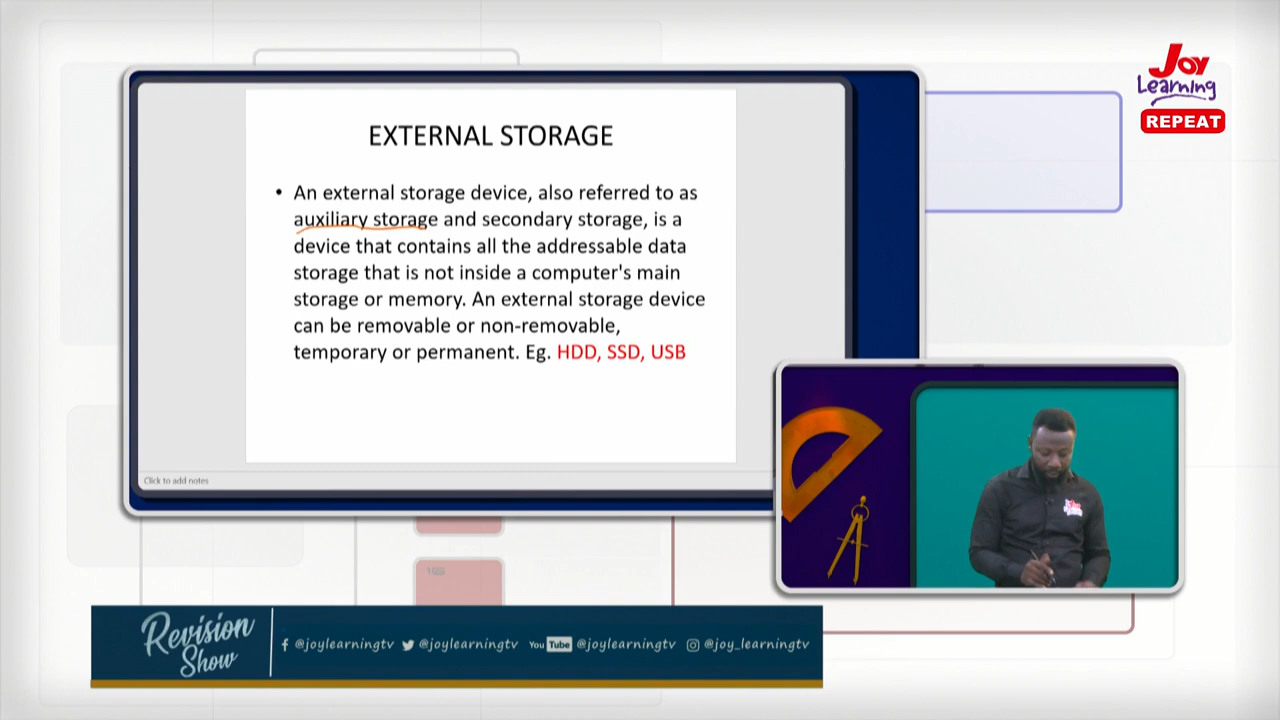 Joy
Learning
REPEAT
EXTERNAL STORAGE
• An external storage device, also referred to as
auxiliary storage and secondary storage, is a
device that contains all the addressable data
storage that is not inside a computer's main
storage or memory. An external storage device
can be removable or non-removable,
temporary or permanent. Eg. HDD, SSD, USB
Click to add notes
Revision
Show
@joylearningtv @joylearningtv YouTube @joylearningtv @joy_learningtv